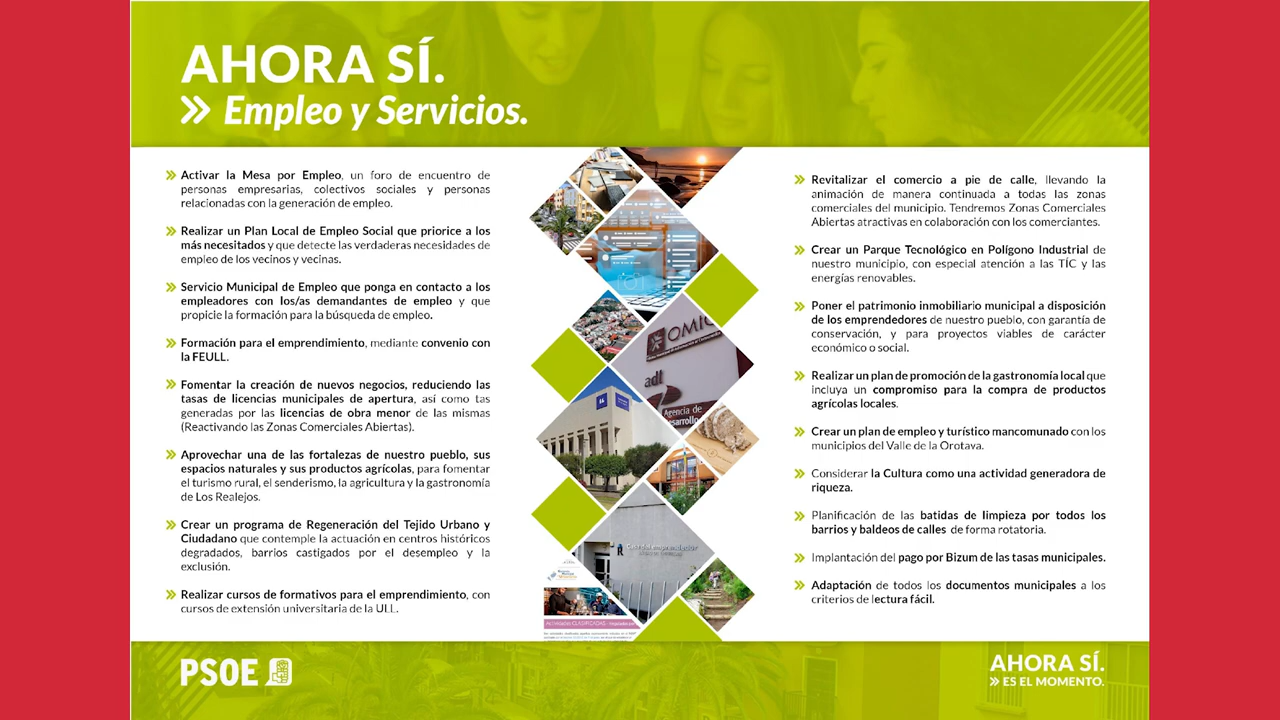 AHORA SÍ.
Empleo y Servicios.
Activar la Mesa por Empleo, un foro de encuentro de
personas empresarias, colectivos sociales y personas
relacionadas con la generación de empleo.
Realizar un Plan Local de Empleo Social que priorice a los
más necesitados y que detecte las verdaderas necesidades de
empleo de los vecinos y vecinas.
Servicio Municipal de Empleo que ponga en contacto a los
empleadores con los/as demandantes de empleo y que
propicie la formación para la búsqueda de empleo.
Formación para el emprendimiento, mediante convenio con
la FEULL.
Fomentar la creación de nuevos negocios, reduciendo las
tasas de licencias municipales de apertura, así como tas
generadas por las licencias de obra menor de las mismas
(Reactivando las Zonas Comerciales Abiertas).
Aprovechar una de las fortalezas de nuestro pueblo, sus
espacios naturales y sus productos agrícolas, para fomentar
el turismo rural, el senderismo, la agricultura y la gastronomía
de Los Realejos.
Crear un programa de Regeneración del Tejido Urbano y
Ciudadano que contemple la actuación en centros históricos
degradados, barrios castigados por el desempleo y la
exclusión.
Realizar cursos de formativos para el emprendimiento, con
cursos de extensión universitaria de la ULL.
OMIC
adl
Agencia de
esarrollo
Revitalizar el comercio a pie de calle, llevando la
animación de manera continuada a todas las zonas
comerciales del municipio. Tendremos Zonas Comerciales
Abiertas atractivas en colaboración con los comerciantes.
Crear un Parque Tecnológico en Polígono Industrial de
nuestro municipio, con especial atención a las TÍC y las
energías renovables.
Poner el patrimonio inmobiliario municipal a disposición
de los emprendedores de nuestro pueblo, con garantía de
conservación, y para proyectos viables de carácter
económico o social.
Realizar un plan de promoción de la gastronomía local que
incluya un compromiso para la compra de productos
agrícolas locales.
Crear un plan de empleo y turístico mancomunado con los
municipios del Valle de la Orotava.
Considerar la Cultura como una actividad generadora de
riqueza.
Planificación de las batidas de limpieza por todos los
barrios y baldeos de calles de forma rotatoria.
Implantación del pago por Bizum de las tasas municipales.
Adaptación de todos los documentos municipales a los
criterios de lectura fácil.
PSOE
AHORA SÍ.
ES EL MOMENTO.